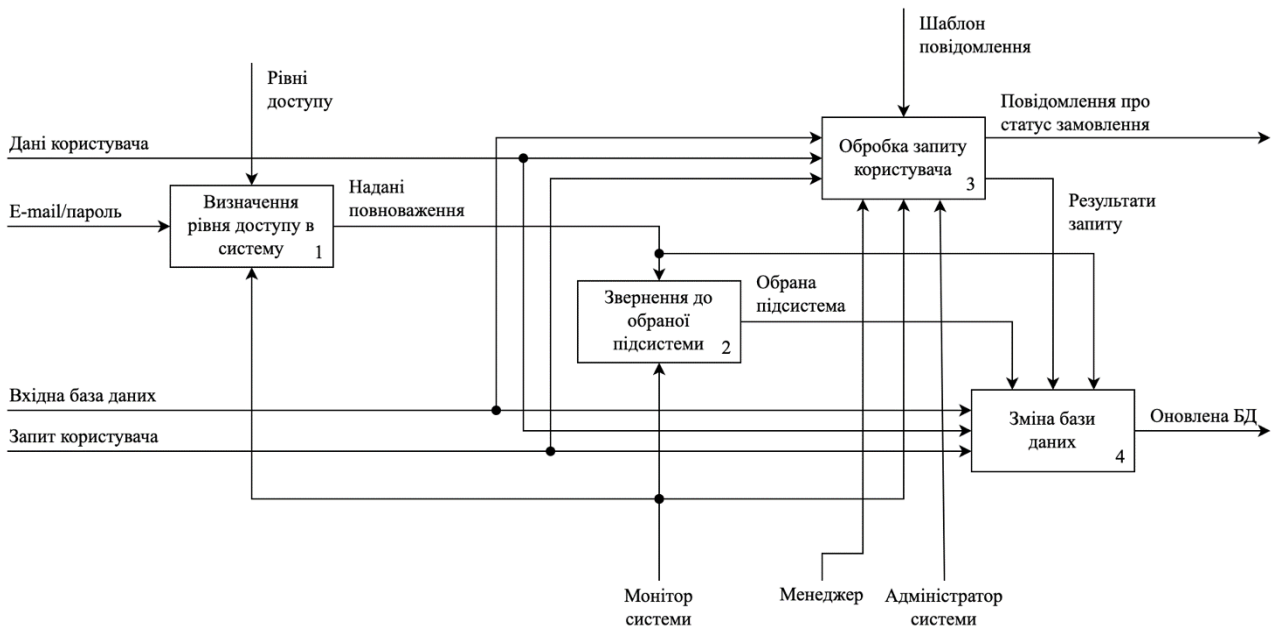 Шаблон
повідомлення
Рівні
доступу
Повідомлення про
статус замовлення
Дані користувача
Обробка запиту
користувача
3
E-mail/пароль
Визначення
рівня доступу в
систему
1
Надані
повноваження
Результати
запиту
Звернення до
обраної
підсистеми
2
Обрана
підсистема
Вхідна база даних
Запит користувача
Зміна бази
даних
4
Оновлена БД
Монітор
системи
Менеджер
Адміністратор
системи